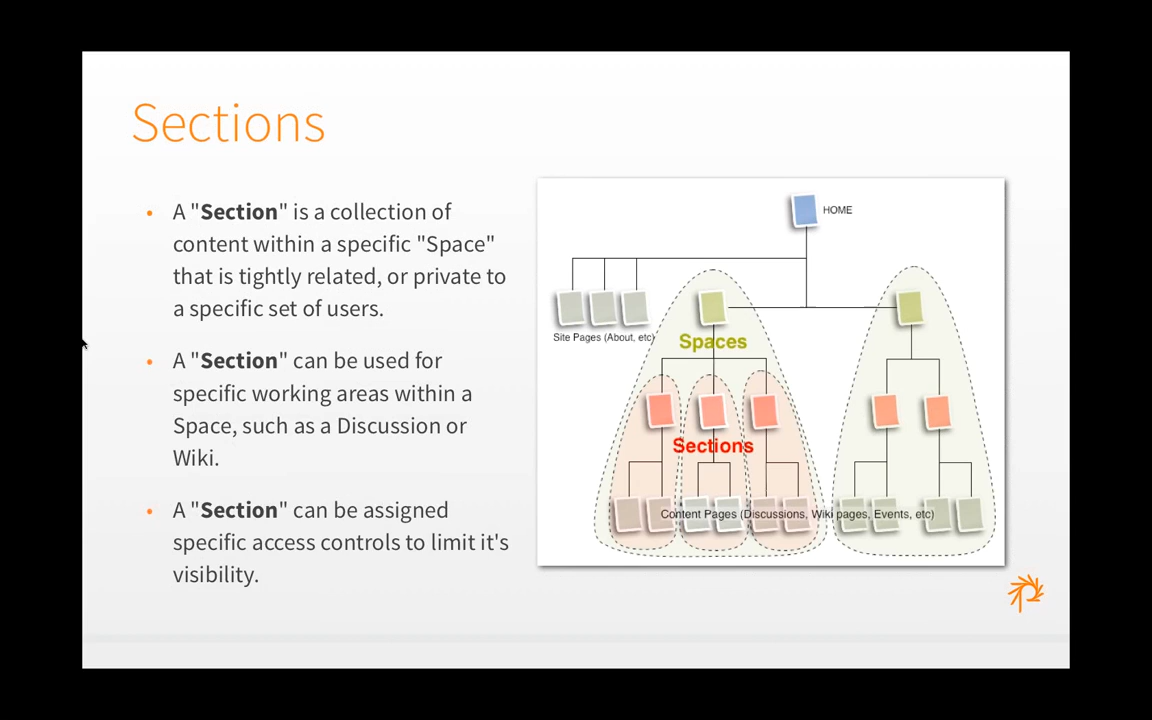 Sections
• A "Section" is a collection of
content within a specific "Space"
that is tightly related, or private to
a specific set of users.
• A "Section" can be used for
specific working areas within a
Space, such as a Discussion or
Wiki.
• A "Section" can be assigned
specific access controls to limit it's
visibility.
HOME
Site Pages (About, etc)
Spaces
Sections
Content Pages (Discussions, Wiki pages, Events, etc)